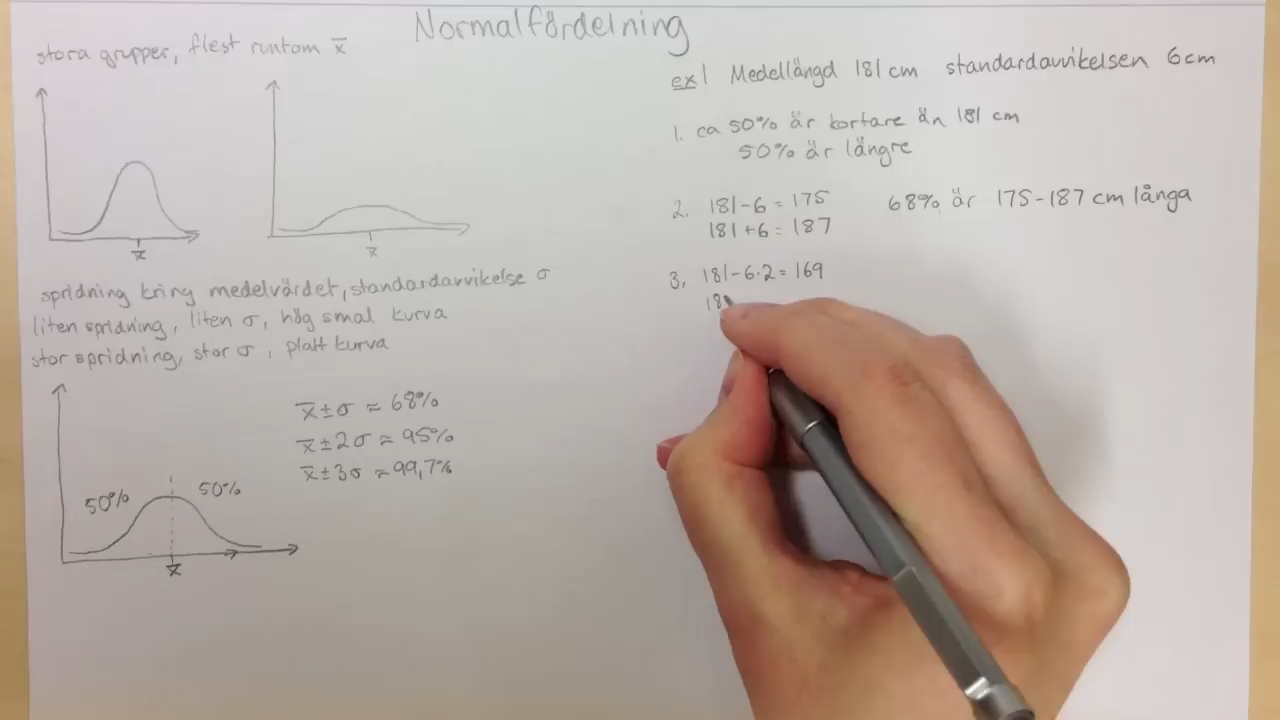 Normalfördelning
stora grupper, flest runtom x̄
x̄
x̄
spridning kring medelvärdet, standardavvikelse σ
liten spridning, liten σ, hög smal kurva
stor spridning, stor σ, platt kurva
x̄ ± σ ≈ 68%
x̄ ± 2σ ≈ 95%
x̄ ± 3σ ≈ 99,7%
50% 50%
x̄
ex1 Medellängd 181 cm standardavvikelsen 6cm
1. ca 50% är kortare än 181 cm
50% är längre
2. 181-6 = 175 68% är 175-187 cm långa
181+6 = 187
3. 181-6·2 = 169
18